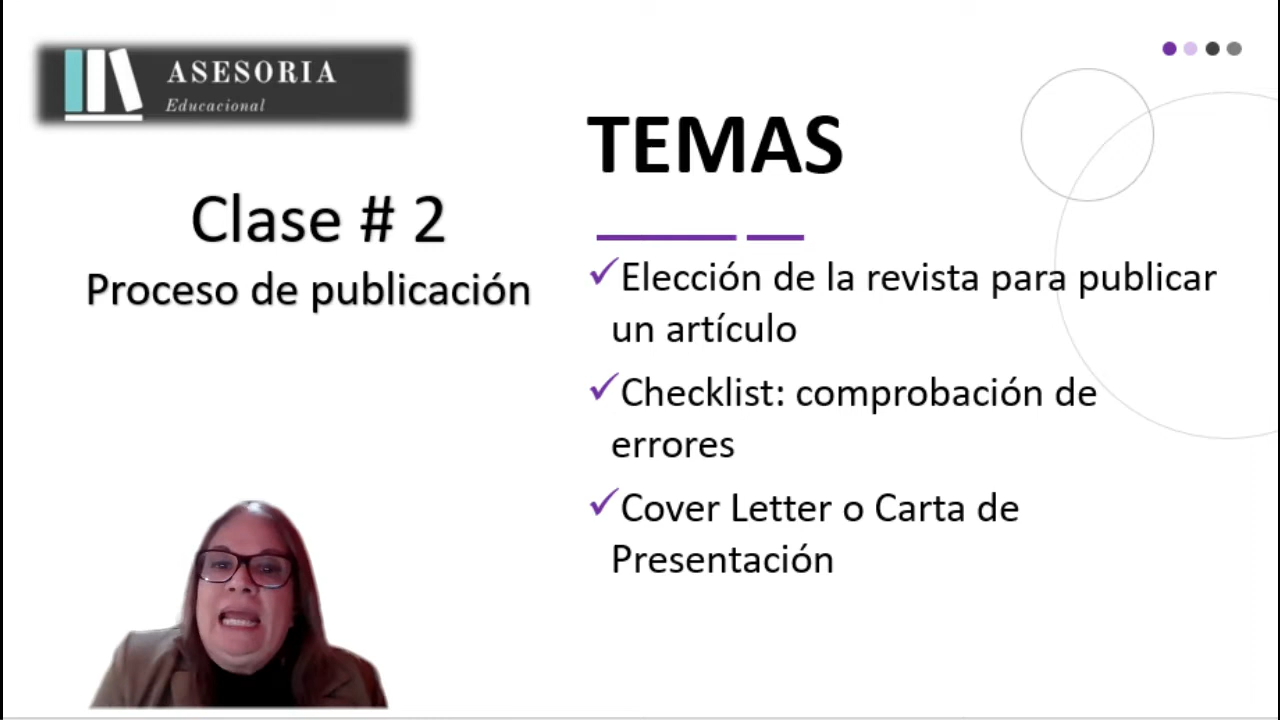 ASESORIA
Educacional
Clase # 2
Proceso de publicación
TEMAS
✓Elección de la revista para publicar
un artículo
✓Checklist: comprobación de
errores
✓Cover Letter o Carta de
Presentación